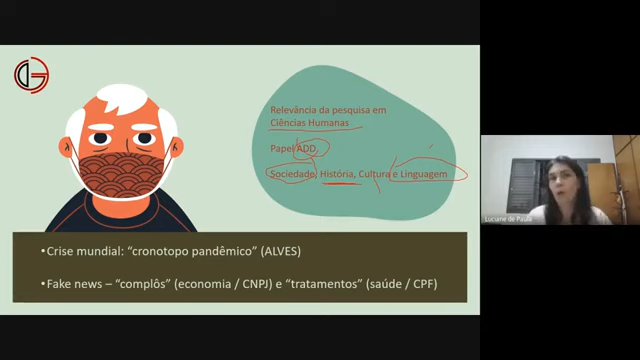 Relevância da pesquisa em
Ciências Humanas
Papel ADD,
Sociedade, História, Cultura e Linguagem
•Crise mundial: “cronotopo pandêmico” (ALVES)
•Fake news – “complôs” (economia / CNPJ) e “tratamentos” (saúde / CPF)
Luciane de Paula